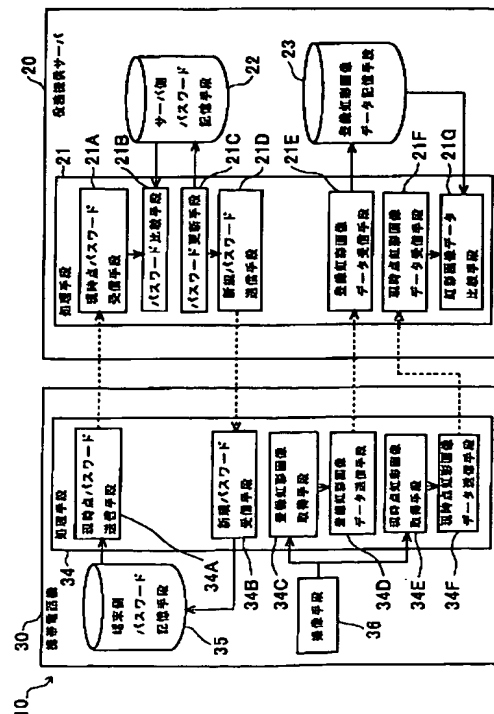 10
30
携帯電話機
34
処理手段
現時点パスワード
送信手段
34A
端末側
パスワード
記憶手段
35
新規パスワード
受信手段
34B
登録虹彩画像
取得手段
34C
登録虹彩画像
データ送信手段
34D
現時点虹彩画像
取得手段
34E
現時点虹彩画像
データ送信手段
34F
撮像手段
36
20
役務提供サーバ
21
処理手段
21A
現時点パスワード
受信手段
21B
パスワード比較手段
21C
パスワード更新手段
21D
新規パスワード
送信手段
サーバ側
パスワード
記憶手段
22
21E
登録虹彩画像
データ受信手段
21F
現時点虹彩画像
データ受信手段
21G
虹彩画像データ
比較手段
登録虹彩画像
データ記憶手段
23